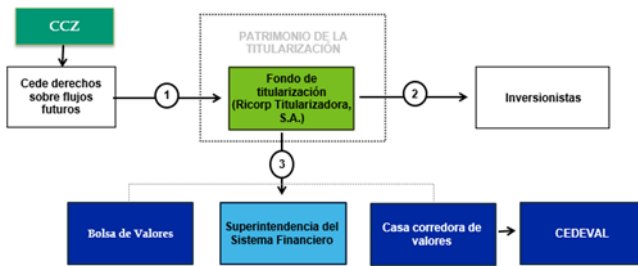 CCZ
PATRIMONIO DE LA
TITULARIZACIÓN
Cede derechos
sobre flujos
futuros
1
Fondo de
titularización
(Ricorp Titularizadora,
S.A.)
2
Inversionistas
3
Bolsa de Valores
Superintendencia del
Sistema Financiero
Casa corredora de
valores
CEDEVAL